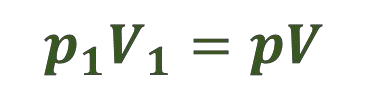 p₁V₁ = pV